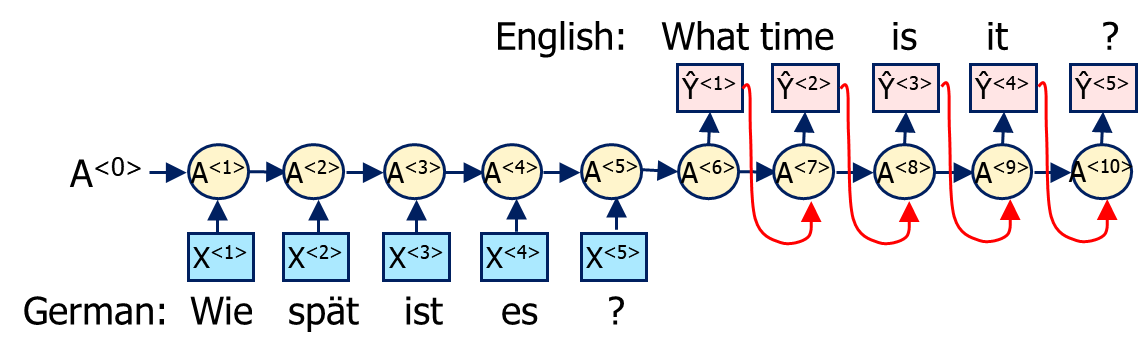 English: What time is it ?
Ŷ<1> Ŷ<2> Ŷ<3> Ŷ<4> Ŷ<5>
A<0> A<1> A<2> A<3> A<4> A<5> A<6> A<7> A<8> A<9> A<10>
X<1> X<2> X<3> X<4> X<5>
German: Wie spät ist es ?